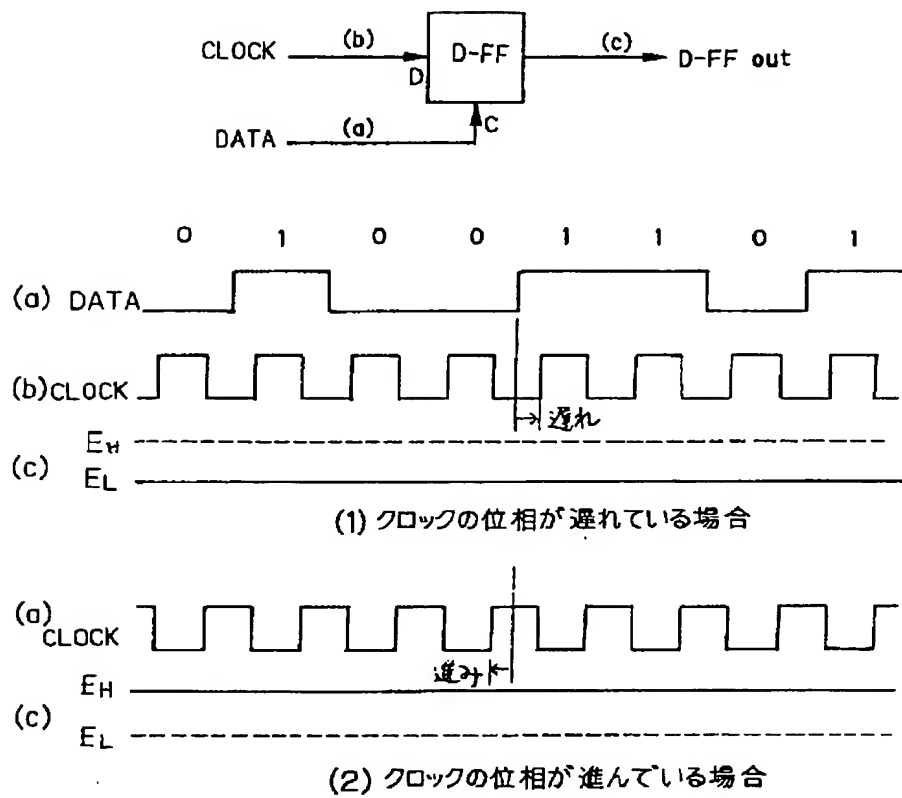 CLOCK (b) D D-FF (c) D-FF out
DATA (a) C
0 1 0 0 1 1 0 1
(a) DATA
(b) CLOCK
遅れ
(c) EH
EL
(1) クロックの位相が遅れている場合
(a) CLOCK
進み
(c) EH
EL
(2) クロックの位相が進んでいる場合